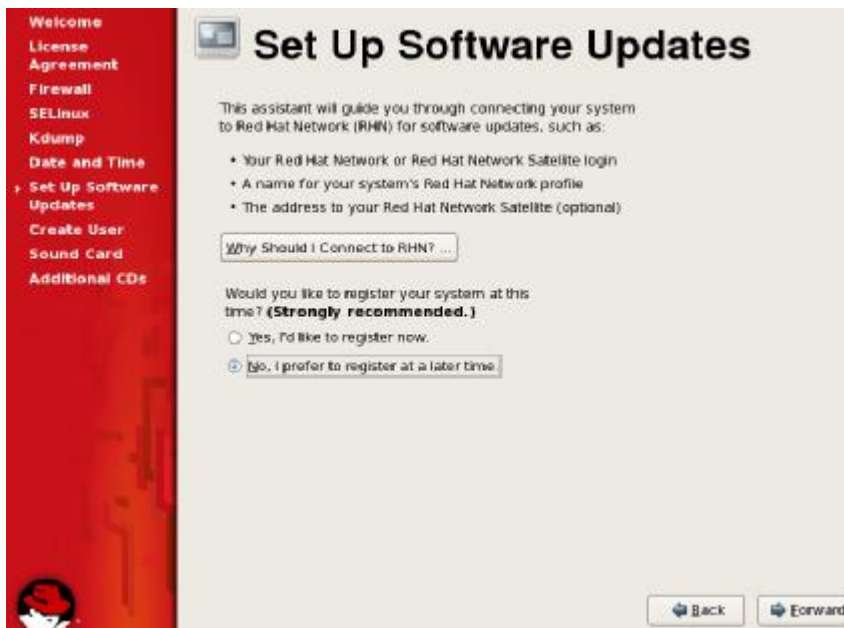 Welcome
License
Agreement
Firewall
SELinux
Kdump
Date and Time
Set Up Software
Updates
Create User
Sound Card
Additional CDs
Set Up Software Updates
This assistant will guide you through connecting your system
to Red Hat Network (RHN) for software updates, such as:
• Your Red Hat Network or Red Hat Network Satellite login
• A name for your system's Red Hat Network profile
• The address to your Red Hat Network Satellite (optional)
Why Should I Connect to RHN? ...
Would you like to register your system at this
time? (Strongly recommended.)
Yes, I'd like to register now.
No, I prefer to register at a later time.
Back
Forward